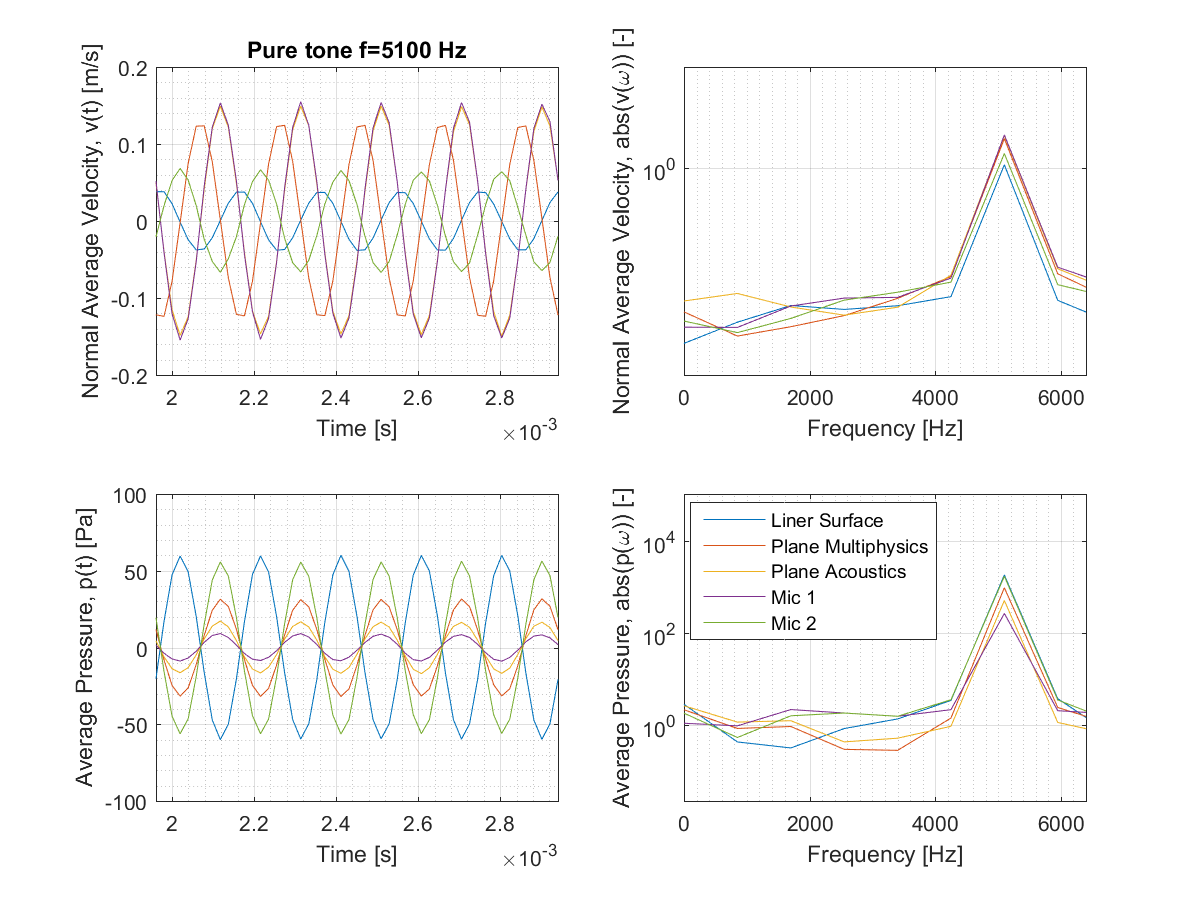 Pure tone f=5100 Hz
Normal Average Velocity, v(t) [m/s]
0.2
0.1
0
-0.1
-0.2
2
2.2
2.4
2.6
2.8
Time [s]
×10⁻³
Normal Average Velocity, abs(v(ω)) [-]
10⁰
0
2000
4000
6000
Frequency [Hz]
Average Pressure, p(t) [Pa]
100
50
0
-50
-100
2
2.2
2.4
2.6
2.8
Time [s]
×10⁻³
Average Pressure, abs(p(ω)) [-]
10⁴
10²
10⁰
Liner Surface
Plane Multiphysics
Plane Acoustics
Mic 1
Mic 2
0
2000
4000
6000
Frequency [Hz]